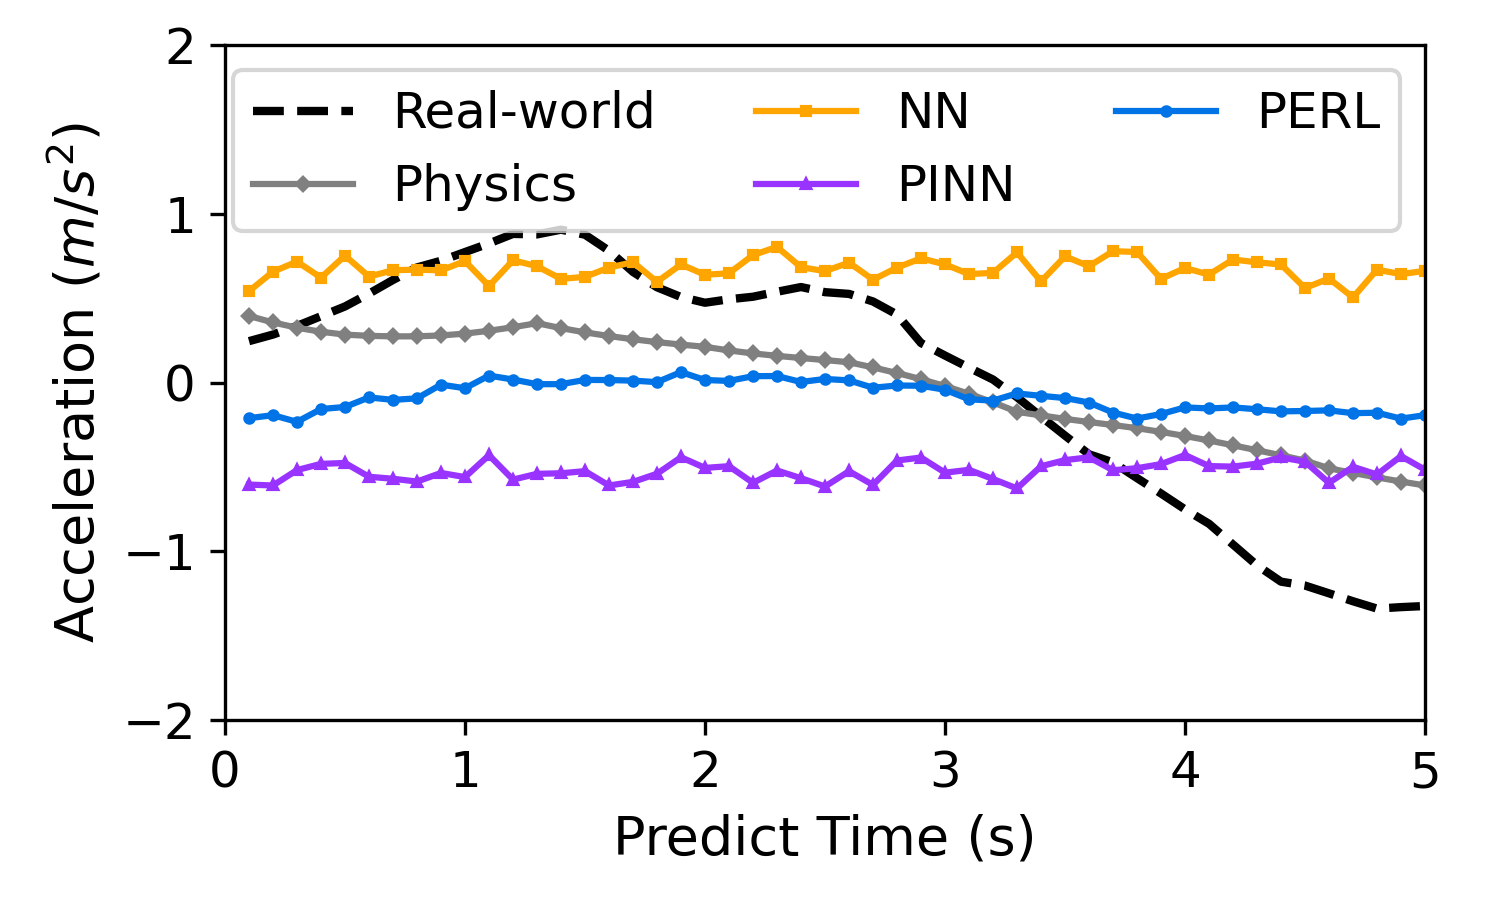 Acceleration (m/s²)
2
1
0
−1
−2
Real-world
Physics
NN
PINN
PERL
0 1 2 3 4 5
Predict Time (s)